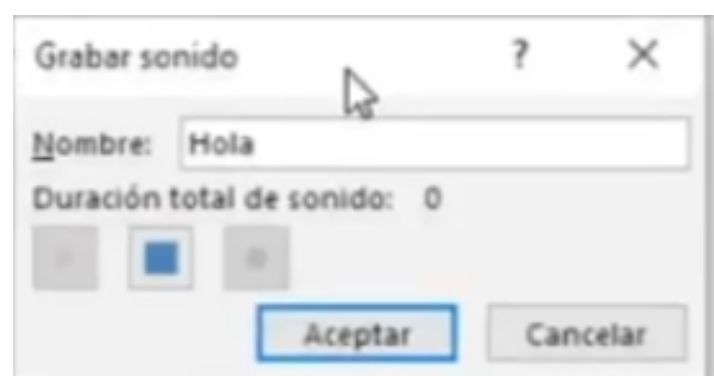 Grabar sonido ?
Nombre: Hola
Duración total de sonido: 0
Aceptar Cancelar